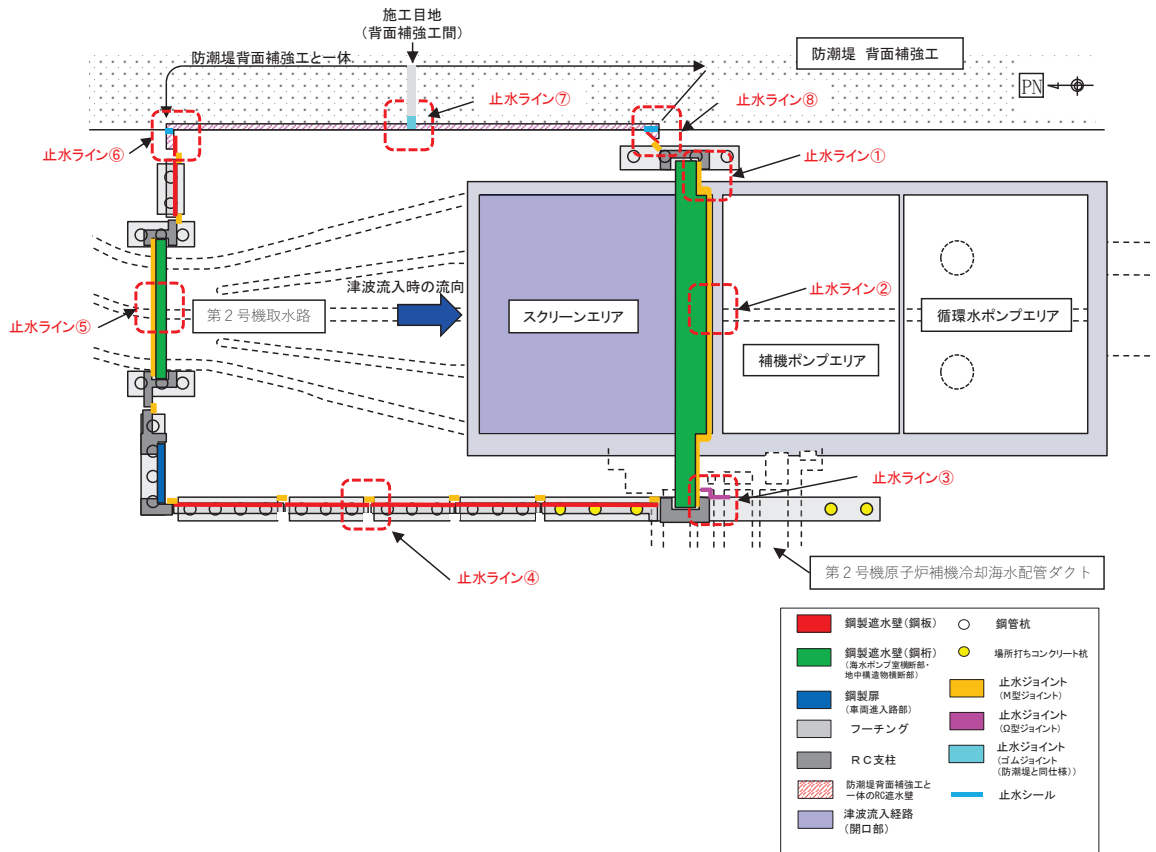 施工目地
(背面補強工間)
防潮堤背面補強工と一体
防潮堤 背面補強工
PN
止水ライン⑦
止水ライン⑧
止水ライン⑥
止水ライン①
津波流入時の流向
止水ライン②
止水ライン⑤
第2号機取水路
スクリーンエリア
循環水ポンプエリア
補機ポンプエリア
止水ライン③
止水ライン④
第2号機原子炉補機冷却海水配管ダクト
鋼製遮水壁(鋼板)
鋼製遮水壁(鋼桁)
(海水ポンプ室横断部・
地中構造物横断部)
鋼製扉
(車両進入路部)
フーチング
RC支柱
防潮堤背面補強工と
一体のRC遮水壁
津波流入経路
(開口部)
鋼管杭
場所打ちコンクリート杭
止水ジョイント
(M型ジョイント)
止水ジョイント
(Ω型ジョイント)
止水ジョイント
(ゴムジョイント
(防潮堤と同仕様))
止水シール